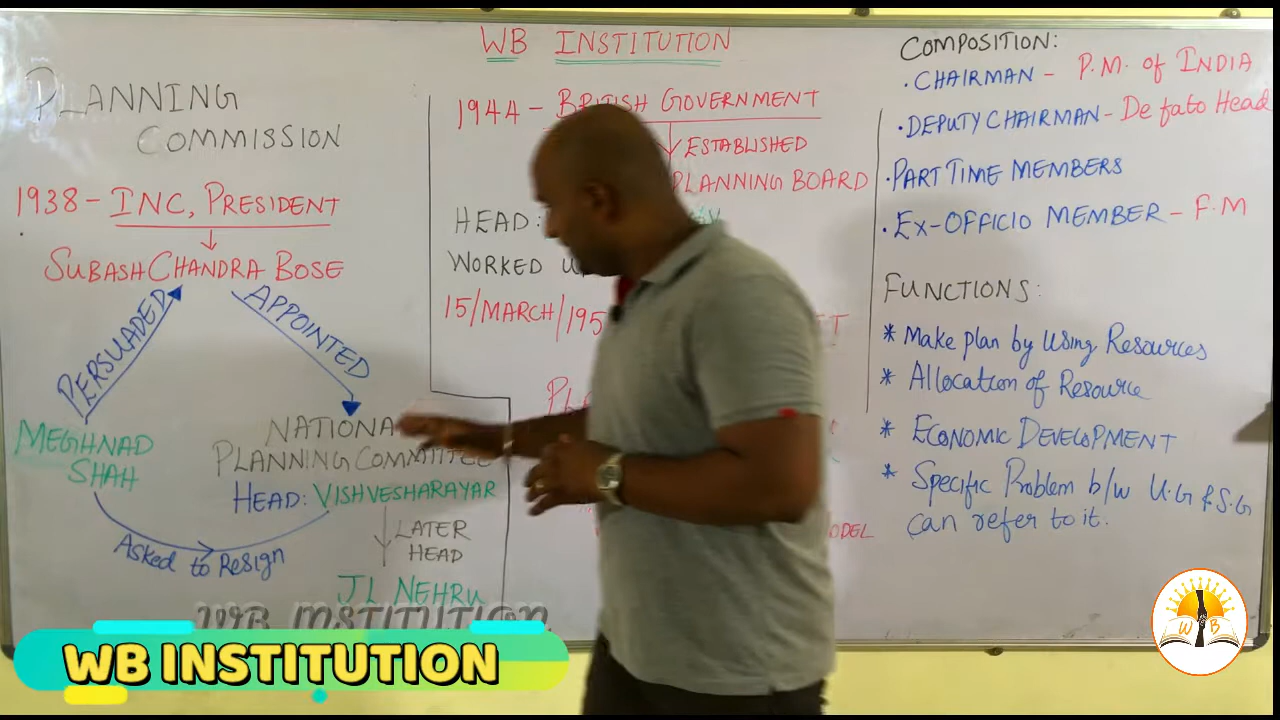 WB INSTITUTION
PLANNING
COMMISSION
1938 - INC, PRESIDENT
SUBASH CHANDRA BOSE
PERSUADED
APPOINTED
MEGHNAD
SHAH
NATIONA
PLANNING COMMITTEE
HEAD: VISHVESHARAYAR
Asked to Resign
LATER
HEAD
J L NEHRU
1944 - BRITISH GOVERNMENT
ESTABLISHED
PLANNING BOARD
HEAD:
WORKED
15/MARCH/195
MODEL
COMPOSITION:
. CHAIRMAN - P.M. of INDIA
. DEPUTY CHAIRMAN - De fato Head
. PART TIME MEMBERS
. EX-OFFICIO MEMBER - F.M
FUNCTIONS:
* Make plan by Using Resources
* Allocation of Resource
* ECONOMIC DEVELOPMENT
* Specific Problem b/w U.G & S.G
can refer to it.
WB INSTITUTION
WB INSTITUTION
W B